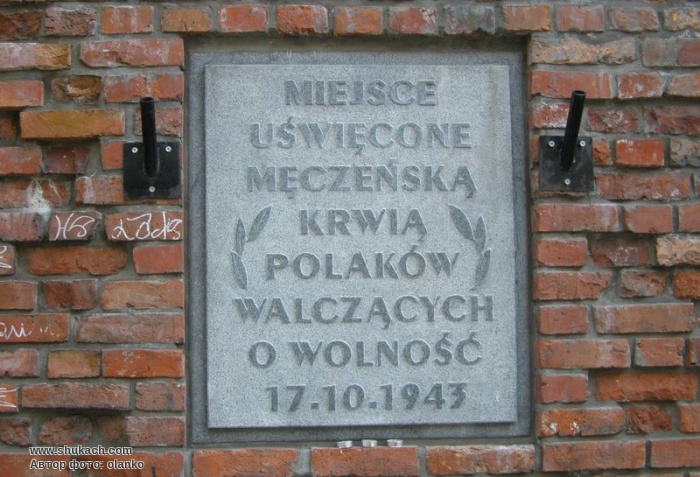 MIEJSCE
UŚWIĘCONE
MĘCZEŃSKĄ
KRWIĄ
POLAKÓW
WALCZĄCYCH
O WOLNOŚĆ
17.10.1943
www.shukach.com
Автор фото: olanko